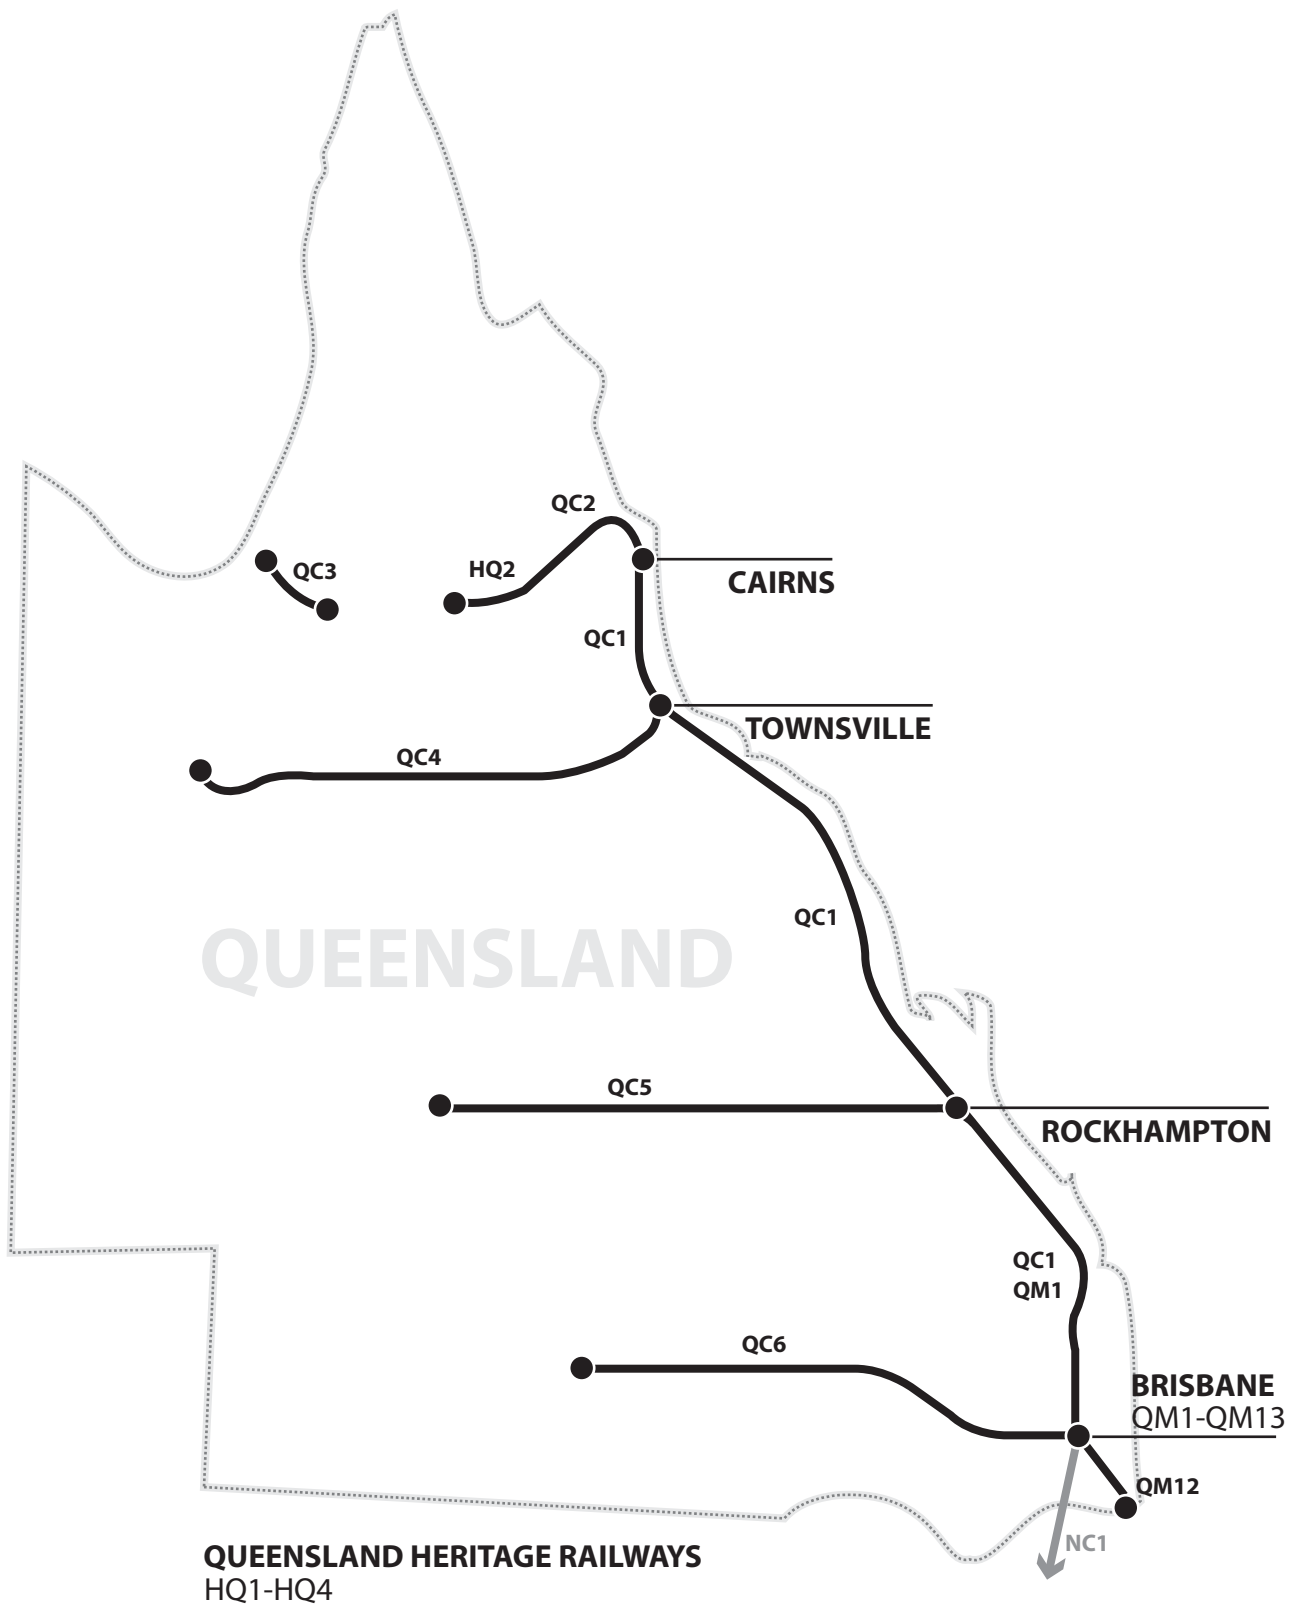 QC2
HQ2
QC3
CAIRNS
QC1
TOWNSVILLE
QC4
QC1
QUEENSLAND
QC5
ROCKHAMPTON
QC1
QM1
QC6
BRISBANE
QM1-QM13
QM12
NC1
QUEENSLAND HERITAGE RAILWAYS
HQ1-HQ4